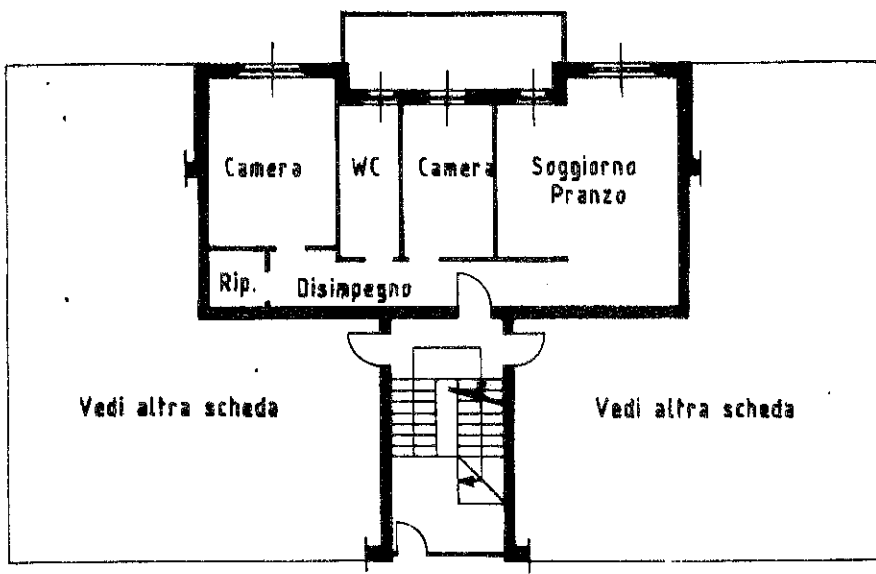 Camera
WC
Camera
Soggiorno
Pranzo
Rip.
Disimpegno
Vedi altra scheda
Vedi altra scheda